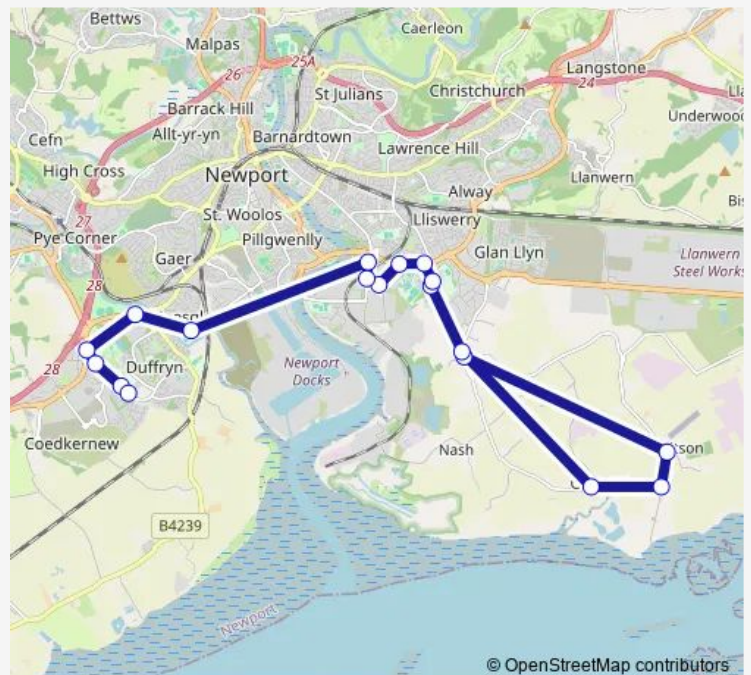 Bettws
Caerleon
Malpas
25A
Langstone
26
24
St Julians
Christchurch
Barrack Hill
Underwood
Allt-yr-yn
Barnardtown
Cefn
Lawrence Hill
High Cross
Newport
Llanwern
Alway
27
St. Woolos
Lliswerry
Pye Corner
Pillgwenlly
Glan Llyn
Gaer
Llanwern
Steel Works
28
Newport
Docks
28
Duffryn
Coedkernew
Nash
B4239
Newport
© OpenStreetMap contributors